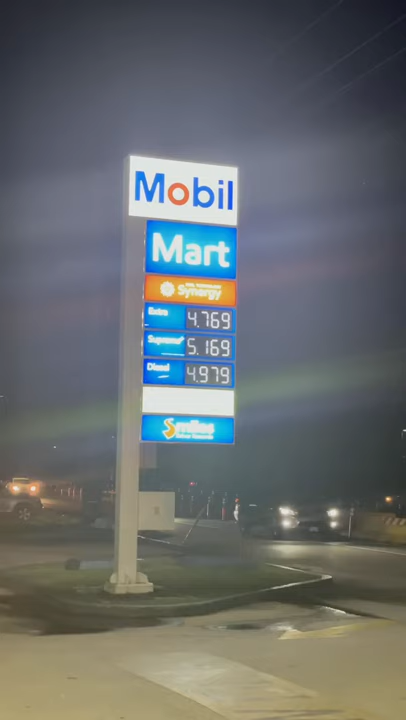 Mobil
Mart
Synergy
Extra 4.769
Supreme+ 5.169
Diesel 4.979